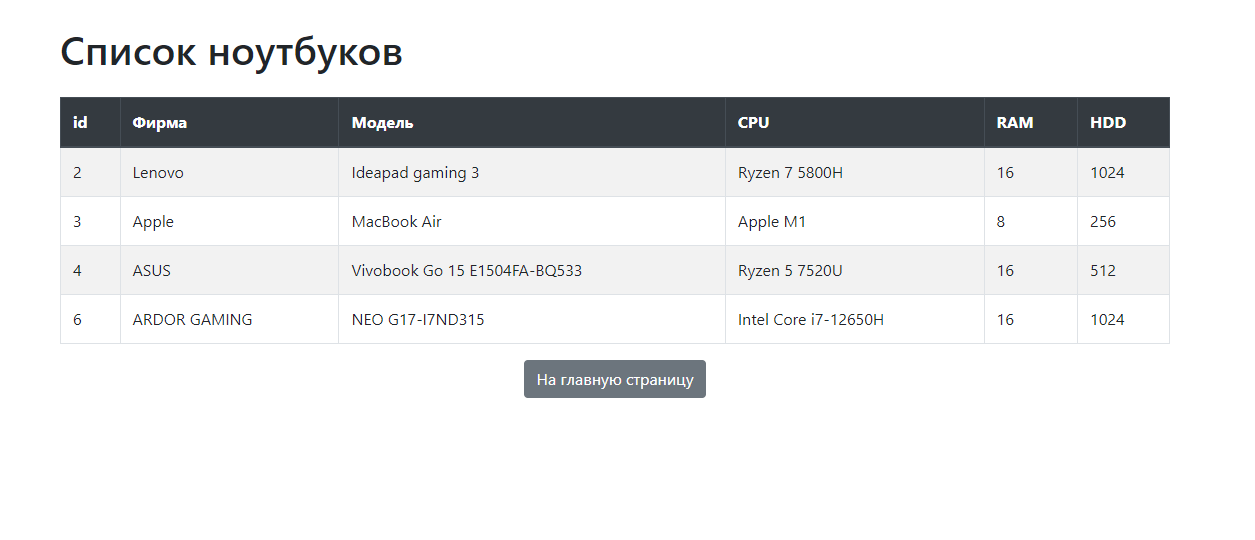 Список ноутбуков
id Фирма Модель CPU RAM HDD
2 Lenovo Ideapad gaming 3 Ryzen 7 5800H 16 1024
3 Apple MacBook Air Apple M1 8 256
4 ASUS Vivobook Go 15 E1504FA-BQ533 Ryzen 5 7520U 16 512
6 ARDOR GAMING NEO G17-I7ND315 Intel Core i7-12650H 16 1024
На главную страницу